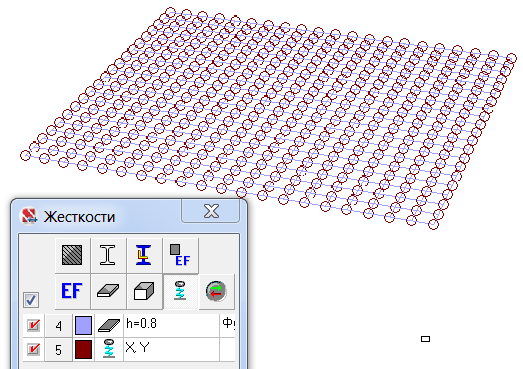 Жесткости
EF
EF
4 h=0.8
5 X, Y